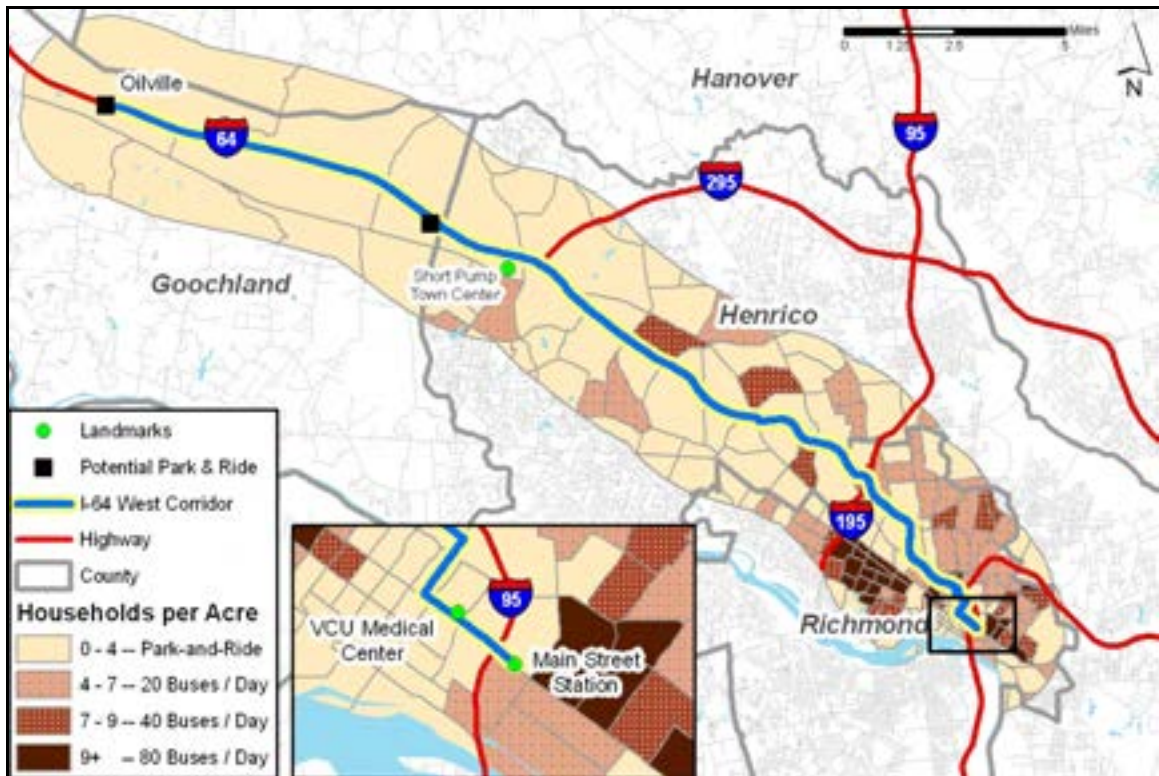 Miles
0 1.25 2.5 5
N
Oilville
Hanover
64
95
295
Short Pump
Town Center
Goochland
Henrico
195
Richmond
Landmarks
Potential Park & Ride
I-64 West Corridor
Highway
County
Households per Acre
0 - 4 -- Park-and-Ride
4 - 7 -- 20 Buses / Day
7 - 9 -- 40 Buses / Day
9+ -- 80 Buses / Day
95
VCU Medical
Center
Main Street
Station